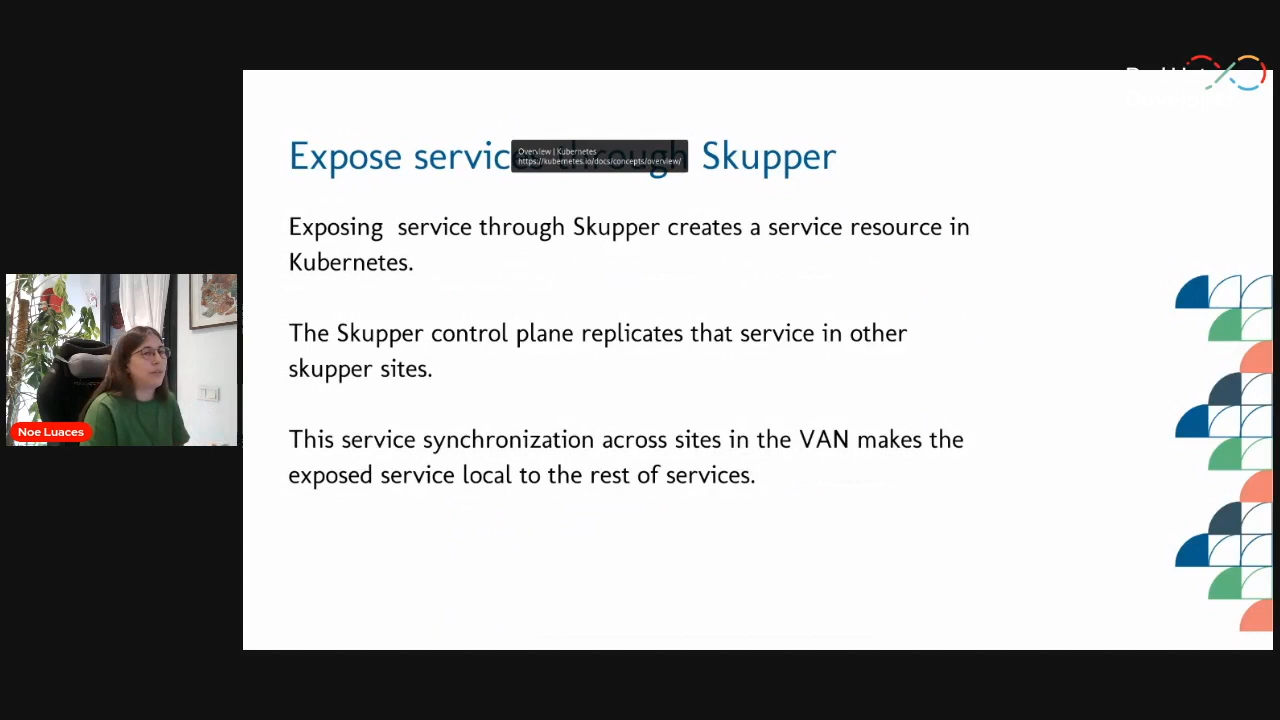 Expose services through Skupper
Overview | Kubernetes
https://kubernetes.io/docs/concepts/overview/
Exposing service through Skupper creates a service resource in
Kubernetes.
The Skupper control plane replicates that service in other
skupper sites.
This service synchronization across sites in the VAN makes the
exposed service local to the rest of services.
Noe Luaces